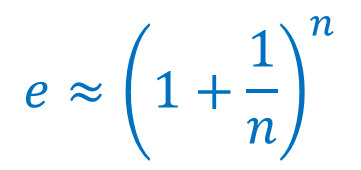 e ≈ (1 + 1/n)^n